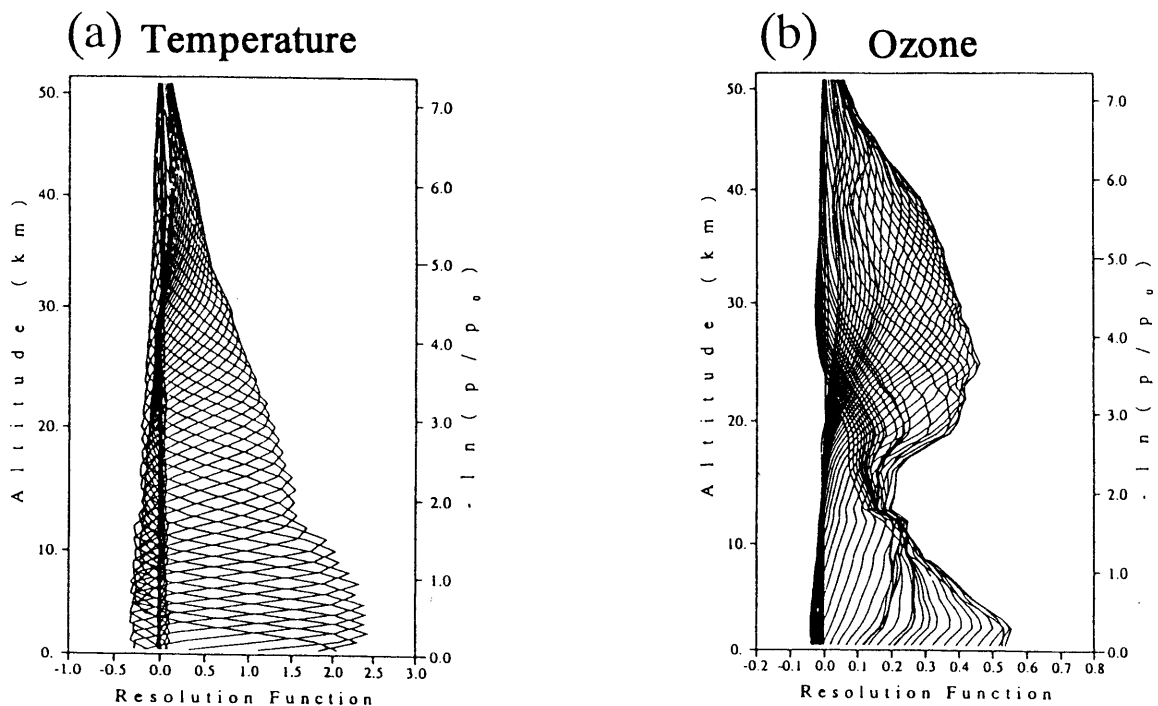 (a) Temperature
50.
40.
30.
20.
10.
0.
Altitude (km)
7.0
6.0
5.0
4.0
3.0
2.0
1.0
0.0
-ln(p/p₀)
-1.0 -0.5 0.0 0.5 1.0 1.5 2.0 2.5 3.0
Resolution Function
(b) Ozone
50.
40.
30.
20.
10.
0.
Altitude (km)
7.0
6.0
5.0
4.0
3.0
2.0
1.0
0.0
-ln(p/p₀)
-0.2 -0.1 0.0 0.1 0.2 0.3 0.4 0.5 0.6 0.7 0.8
Resolution Function